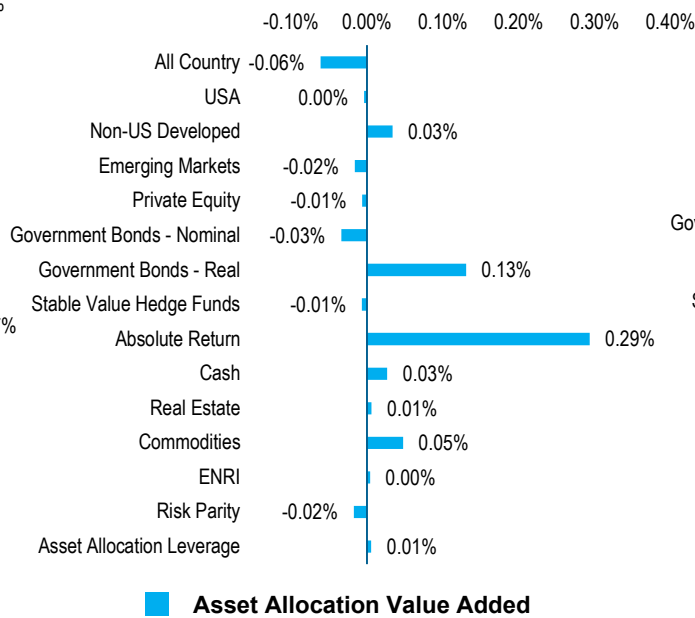 %
-0.10% 0.00% 0.10% 0.20% 0.30% 0.40%
All Country -0.06%
USA 0.00%
Non-US Developed 0.03%
Emerging Markets -0.02%
Private Equity -0.01%
Government Bonds - Nominal -0.03%
Government Bonds - Real 0.13%
Stable Value Hedge Funds -0.01%
%
Absolute Return 0.29%
Cash 0.03%
Real Estate 0.01%
Commodities 0.05%
ENRI 0.00%
Risk Parity -0.02%
Asset Allocation Leverage 0.01%
Asset Allocation Value Added